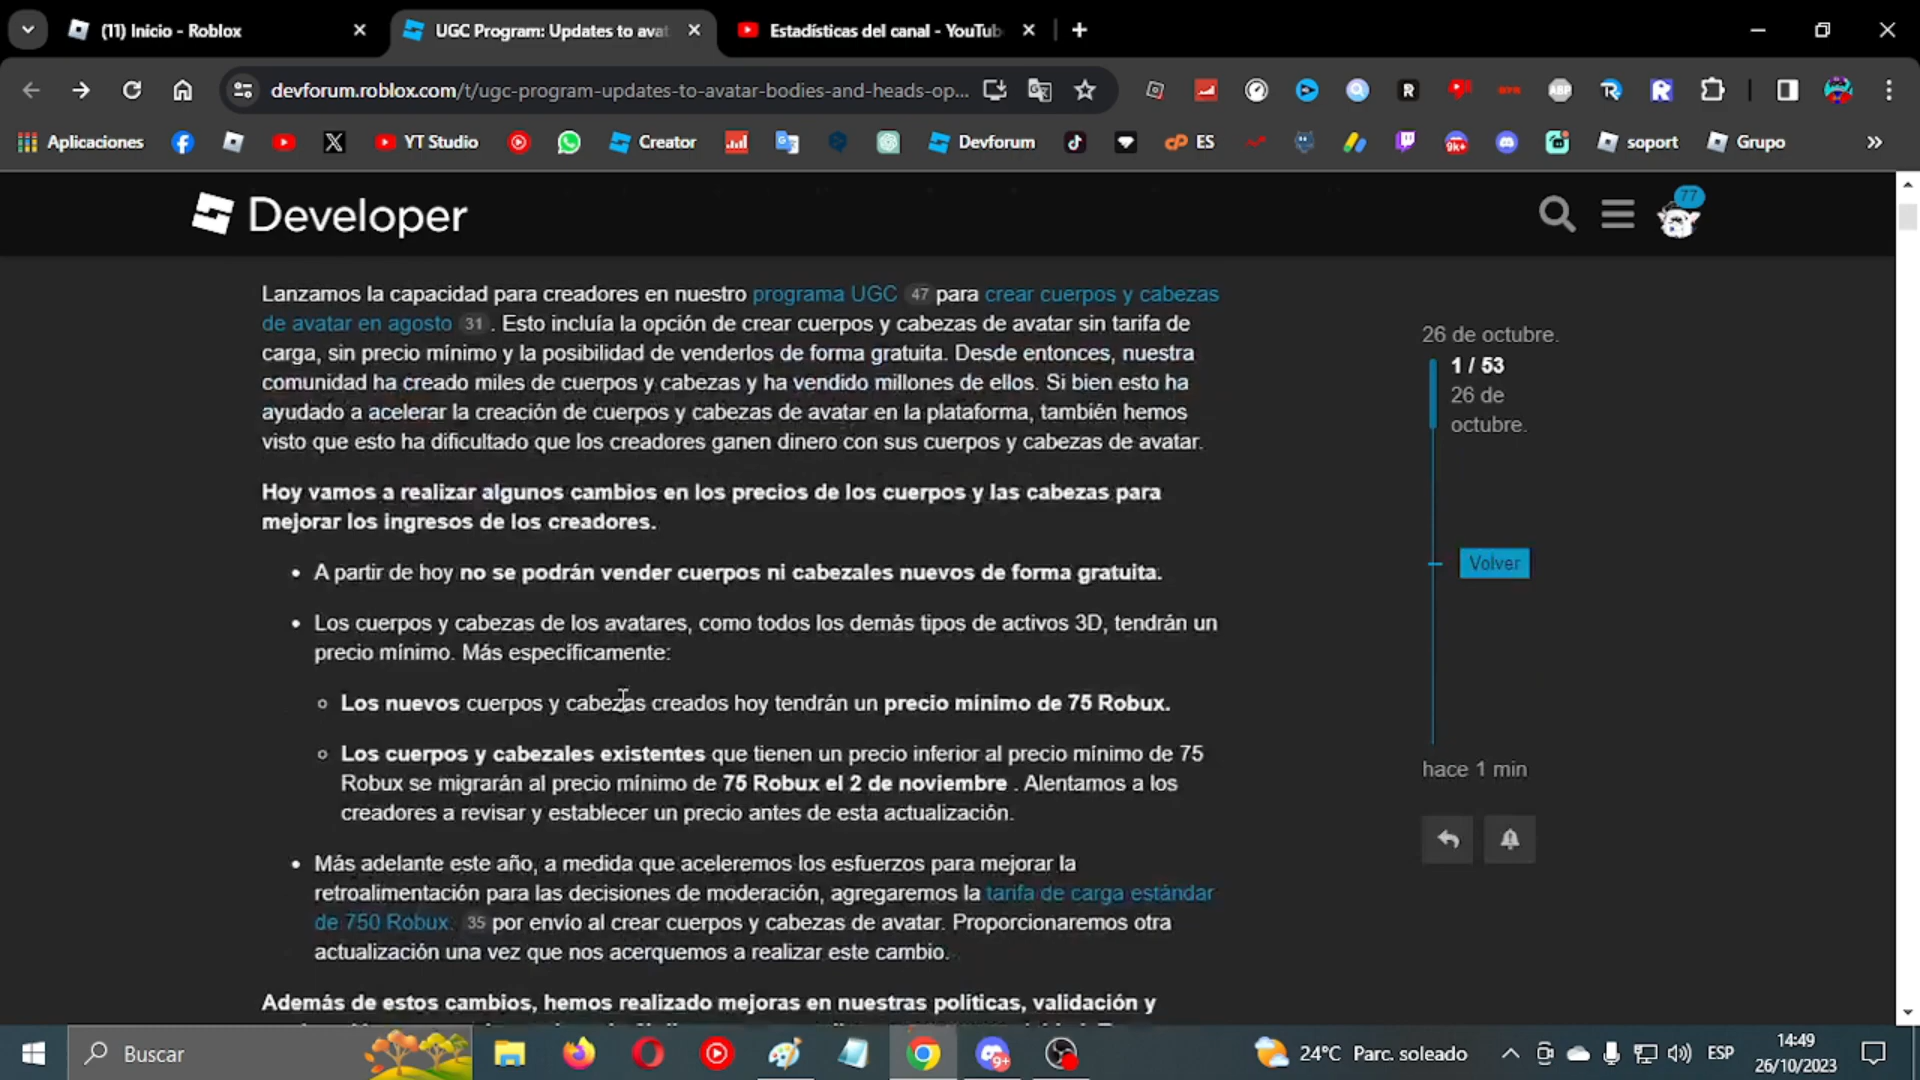 (11) Inicio - Roblox
UGC Program: Updates to avat
Estadísticas del canal - YouTub
devforum.roblox.com/t/ugc-program-updates-to-avatar-bodies-and-heads-op...
Aplicaciones
YT Studio
Creator
Devforum
ES
9k+
soport
Grupo
Developer
77
Lanzamos la capacidad para creadores en nuestro programa UGC 47 para crear cuerpos y cabezas
de avatar en agosto 31 . Esto incluía la opción de crear cuerpos y cabezas de avatar sin tarifa de
carga, sin precio mínimo y la posibilidad de venderlos de forma gratuita. Desde entonces, nuestra
comunidad ha creado miles de cuerpos y cabezas y ha vendido millones de ellos. Si bien esto ha
ayudado a acelerar la creación de cuerpos y cabezas de avatar en la plataforma, también hemos
visto que esto ha dificultado que los creadores ganen dinero con sus cuerpos y cabezas de avatar.
Hoy vamos a realizar algunos cambios en los precios de los cuerpos y las cabezas para
mejorar los ingresos de los creadores.
• A partir de hoy no se podrán vender cuerpos ni cabezales nuevos de forma gratuita.
• Los cuerpos y cabezas de los avatares, como todos los demás tipos de activos 3D, tendrán un
precio mínimo. Más específicamente:
○ Los nuevos cuerpos y cabezas creados hoy tendrán un precio mínimo de 75 Robux.
○ Los cuerpos y cabezales existentes que tienen un precio inferior al precio mínimo de 75
Robux se migrarán al precio mínimo de 75 Robux el 2 de noviembre . Alentamos a los
creadores a revisar y establecer un precio antes de esta actualización.
• Más adelante este año, a medida que aceleremos los esfuerzos para mejorar la
retroalimentación para las decisiones de moderación, agregaremos la tarifa de carga estándar
de 750 Robux. 35 por envío al crear cuerpos y cabezas de avatar. Proporcionaremos otra
actualización una vez que nos acerquemos a realizar este cambio.
Además de estos cambios, hemos realizado mejoras en nuestras políticas, validación y
26 de octubre.
1 / 53
26 de
octubre.
Volver
hace 1 min
Buscar
9+
24°C Parc. soleado
ESP
14:49
26/10/2023